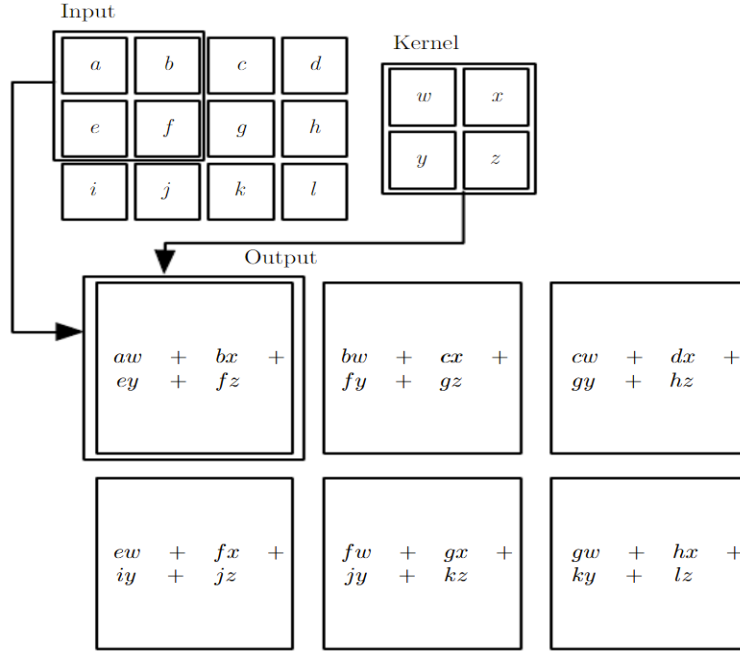 Input
a b c d
e f g h
i j k l
Kernel
w x
y z
Output
aw + bx +
ey + fz
bw + cx +
fy + gz
cw + dx +
gy + hz
ew + fx +
iy + jz
fw + gx +
jy + kz
gw + hx +
ky + lz